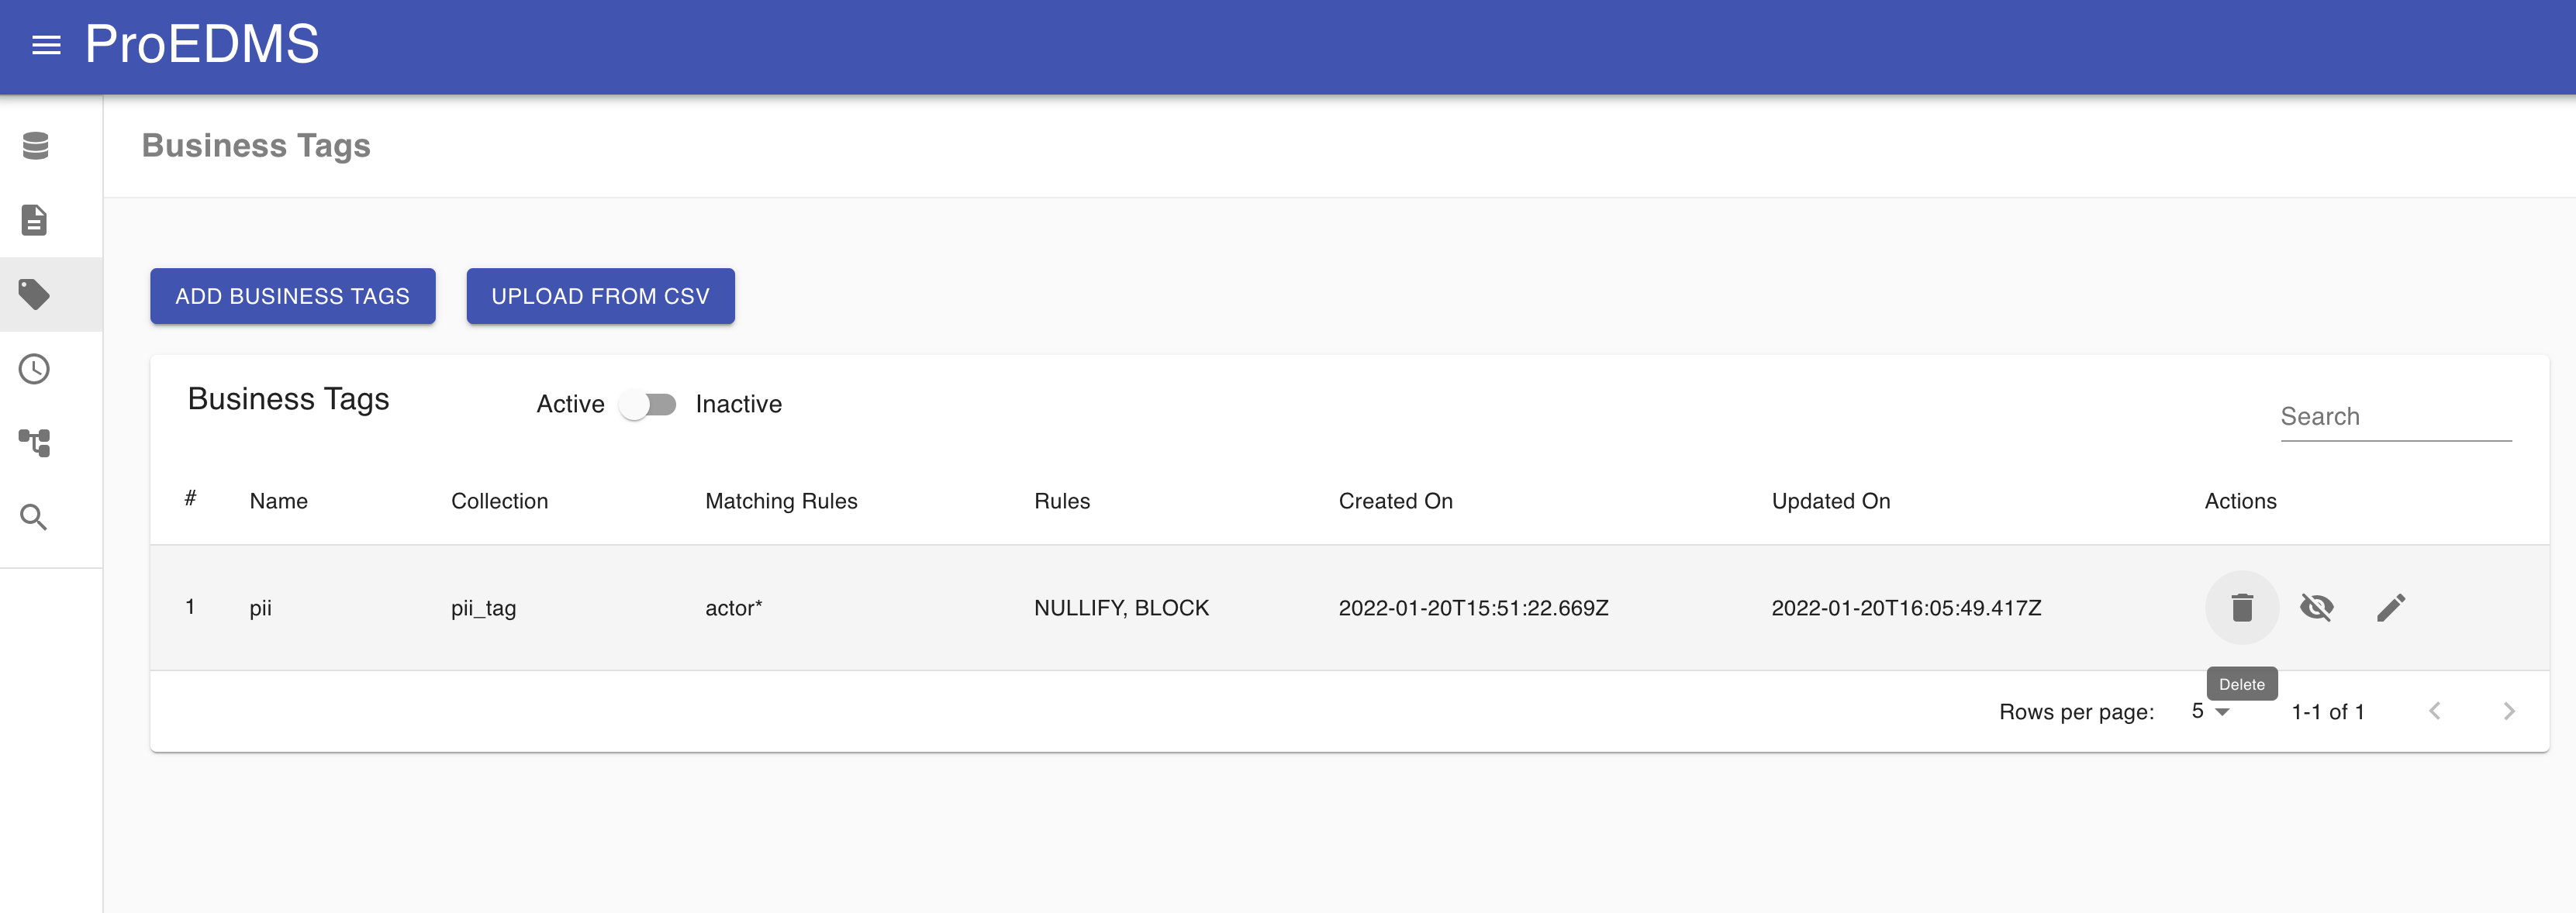 ProEDMS
Business Tags
ADD BUSINESS TAGS UPLOAD FROM CSV
Business Tags Active Inactive
Search
# Name Collection Matching Rules Rules Created On Updated On Actions
1 pii pii_tag actor* NULLIFY, BLOCK 2022-01-20T15:51:22.669Z 2022-01-20T16:05:49.417Z
Delete
Rows per page: 5 1-1 of 1